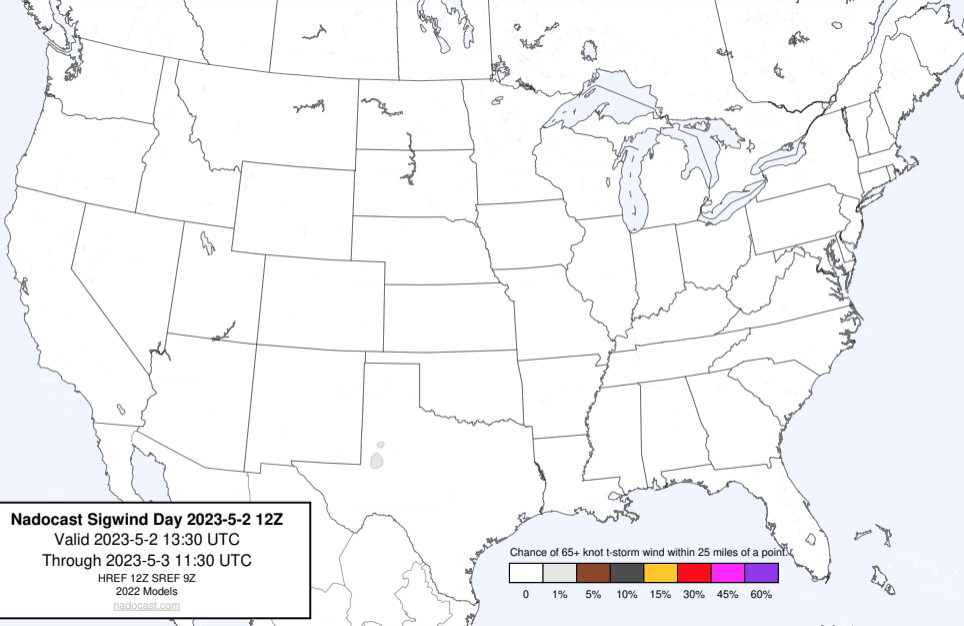 Nadocast Sigwind Day 2023-5-2 12Z
Valid 2023-5-2 13:30 UTC
Through 2023-5-3 11:30 UTC
HREF 12Z SREF 9Z
2022 Models
nadocast.com
Chance of 65+ knot t-storm wind within 25 miles of a point.
0 1% 5% 10% 15% 30% 45% 60%